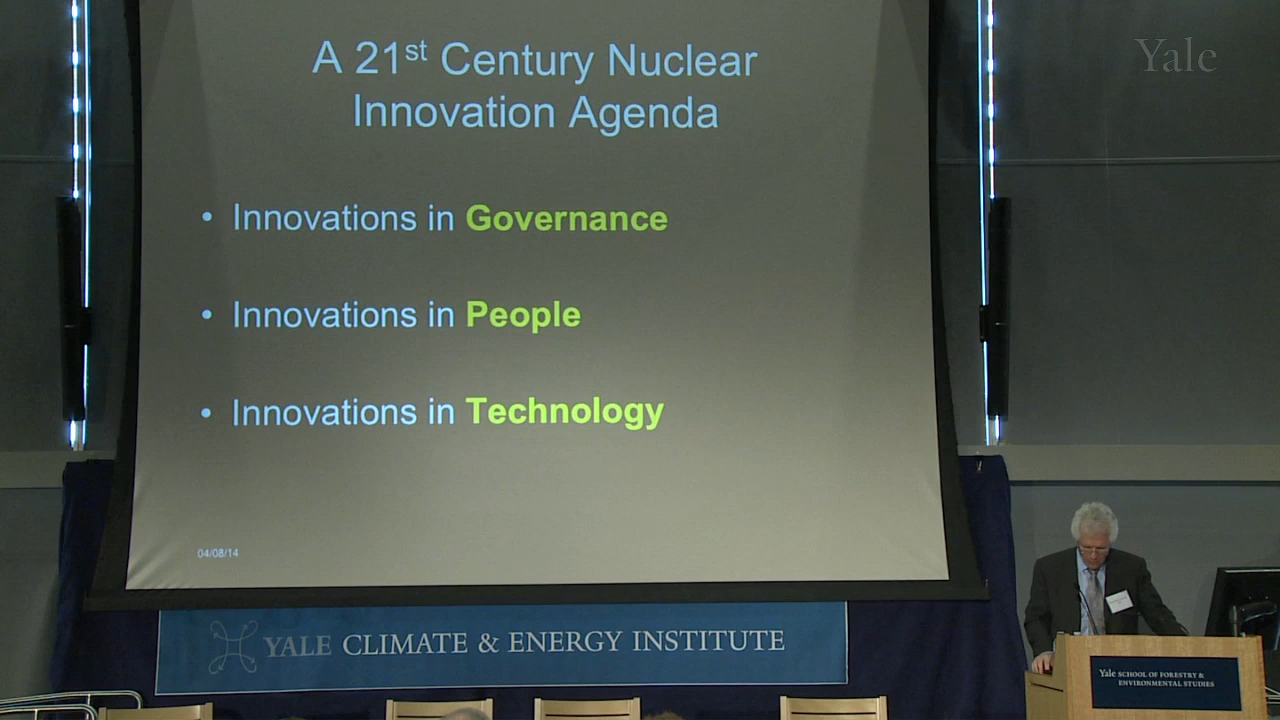 Yale
A 21st Century Nuclear
Innovation Agenda
• Innovations in Governance
• Innovations in People
• Innovations in Technology
04/08/14
YALE CLIMATE & ENERGY INSTITUTE
Yale SCHOOL OF FORESTRY &
ENVIRONMENTAL STUDIES